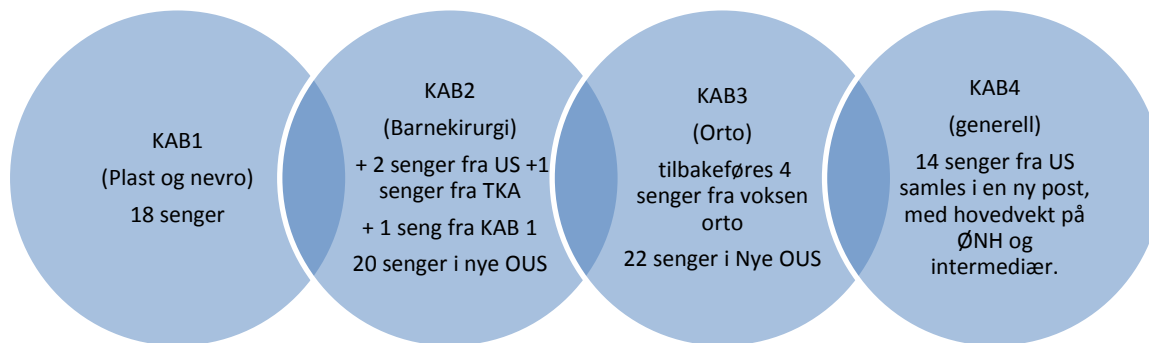 KAB1
(Plast og nevro)
18 senger
KAB2
(Barnekirurgi)
+ 2 senger fra US +1
senger fra TKA
+ 1 seng fra KAB 1
20 senger i nye OUS
KAB3
(Orto)
tilbakeføres 4
senger fra voksen
orto
22 senger i Nye OUS
KAB4
(generell)
14 senger fra US
samles i en ny post,
med hovedvekt på
ØNH og
intermediær.